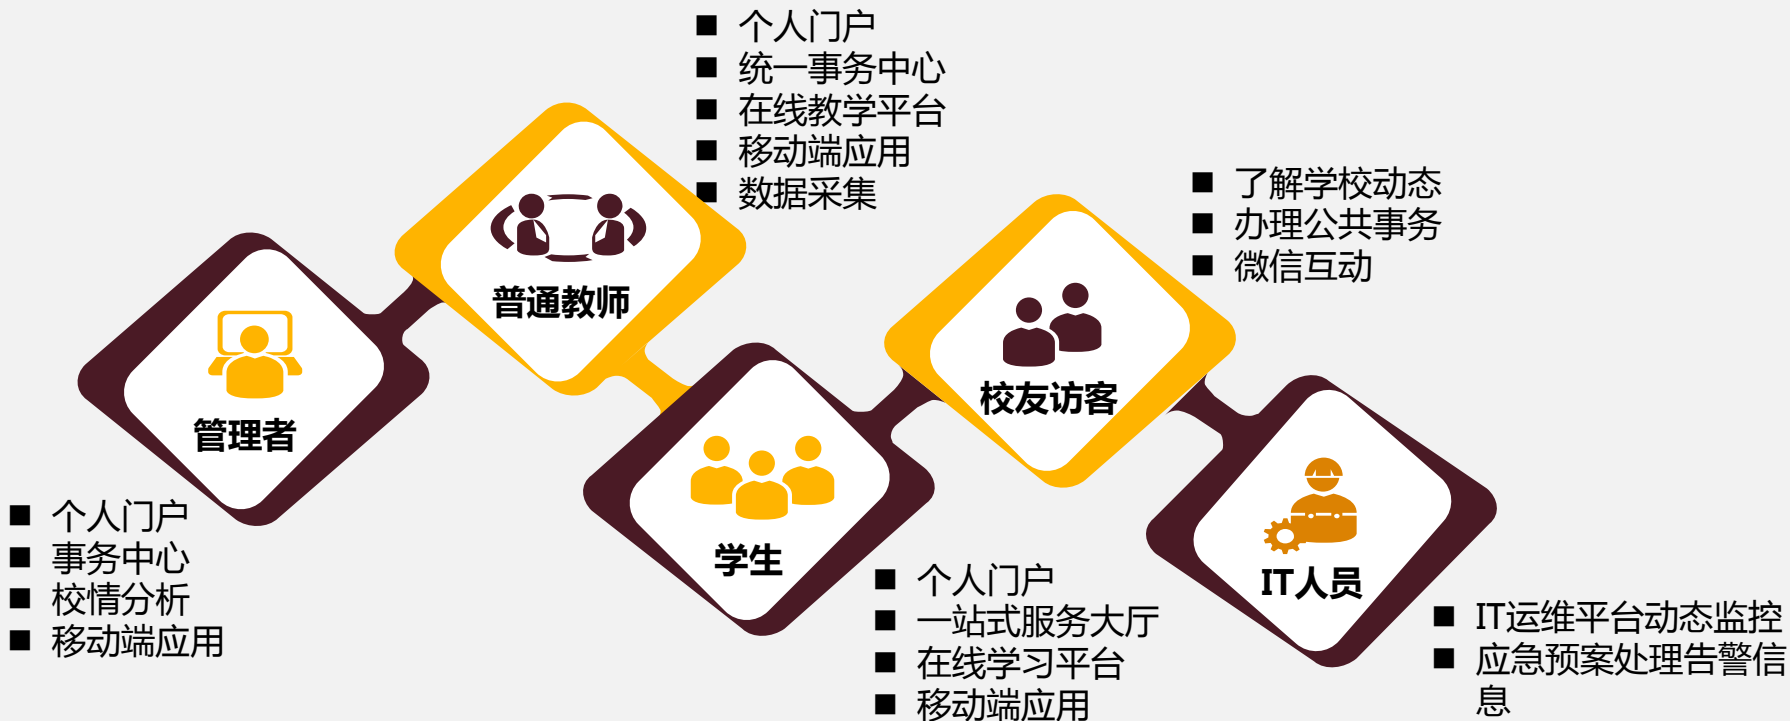 个人门户
统一事务中心
在线教学平台
移动端应用
数据采集
普通教师
了解学校动态
办理公共事务
微信互动
校友访客
管理者
个人门户
事务中心
校情分析
移动端应用
学生
个人门户
一站式服务大厅
在线学习平台
移动端应用
IT人员
IT运维平台动态监控
应急预案处理告警信
息